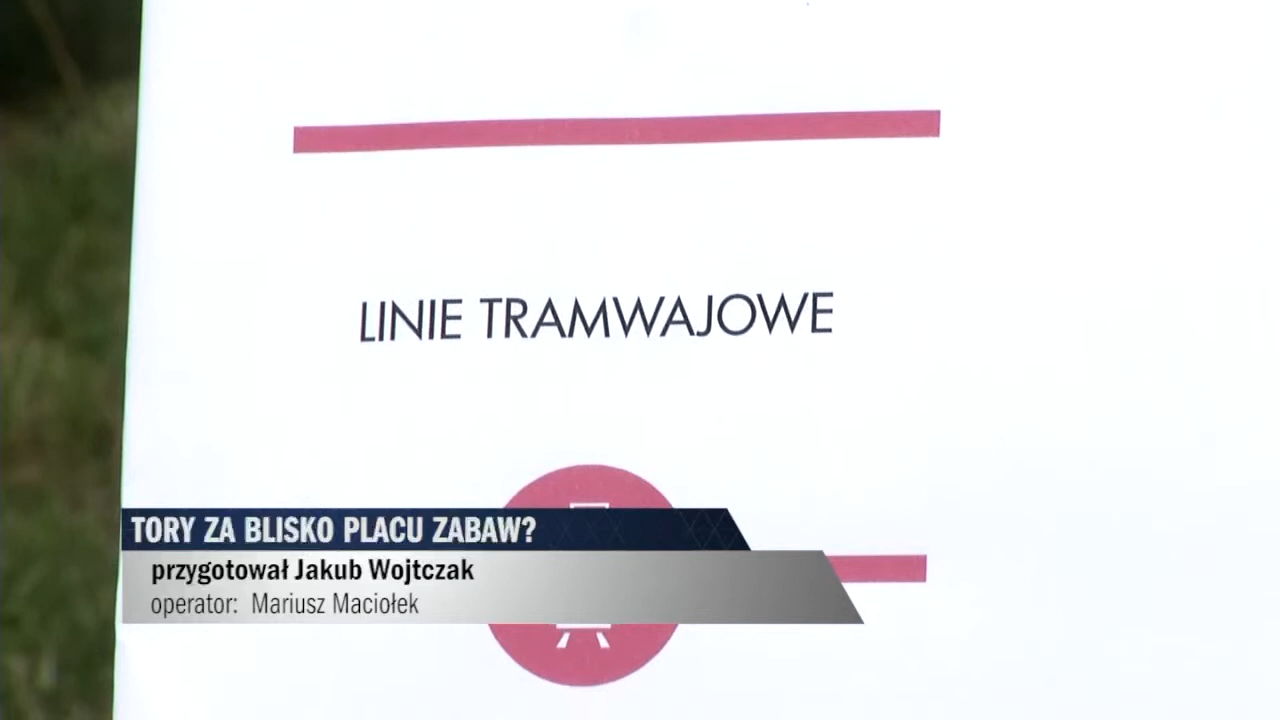 LINIE TRAMWAJOWE
TORY ZA BLISKO PLACU ZABAW?
przygotował Jakub Wojtczak
operator: Mariusz Maciołek